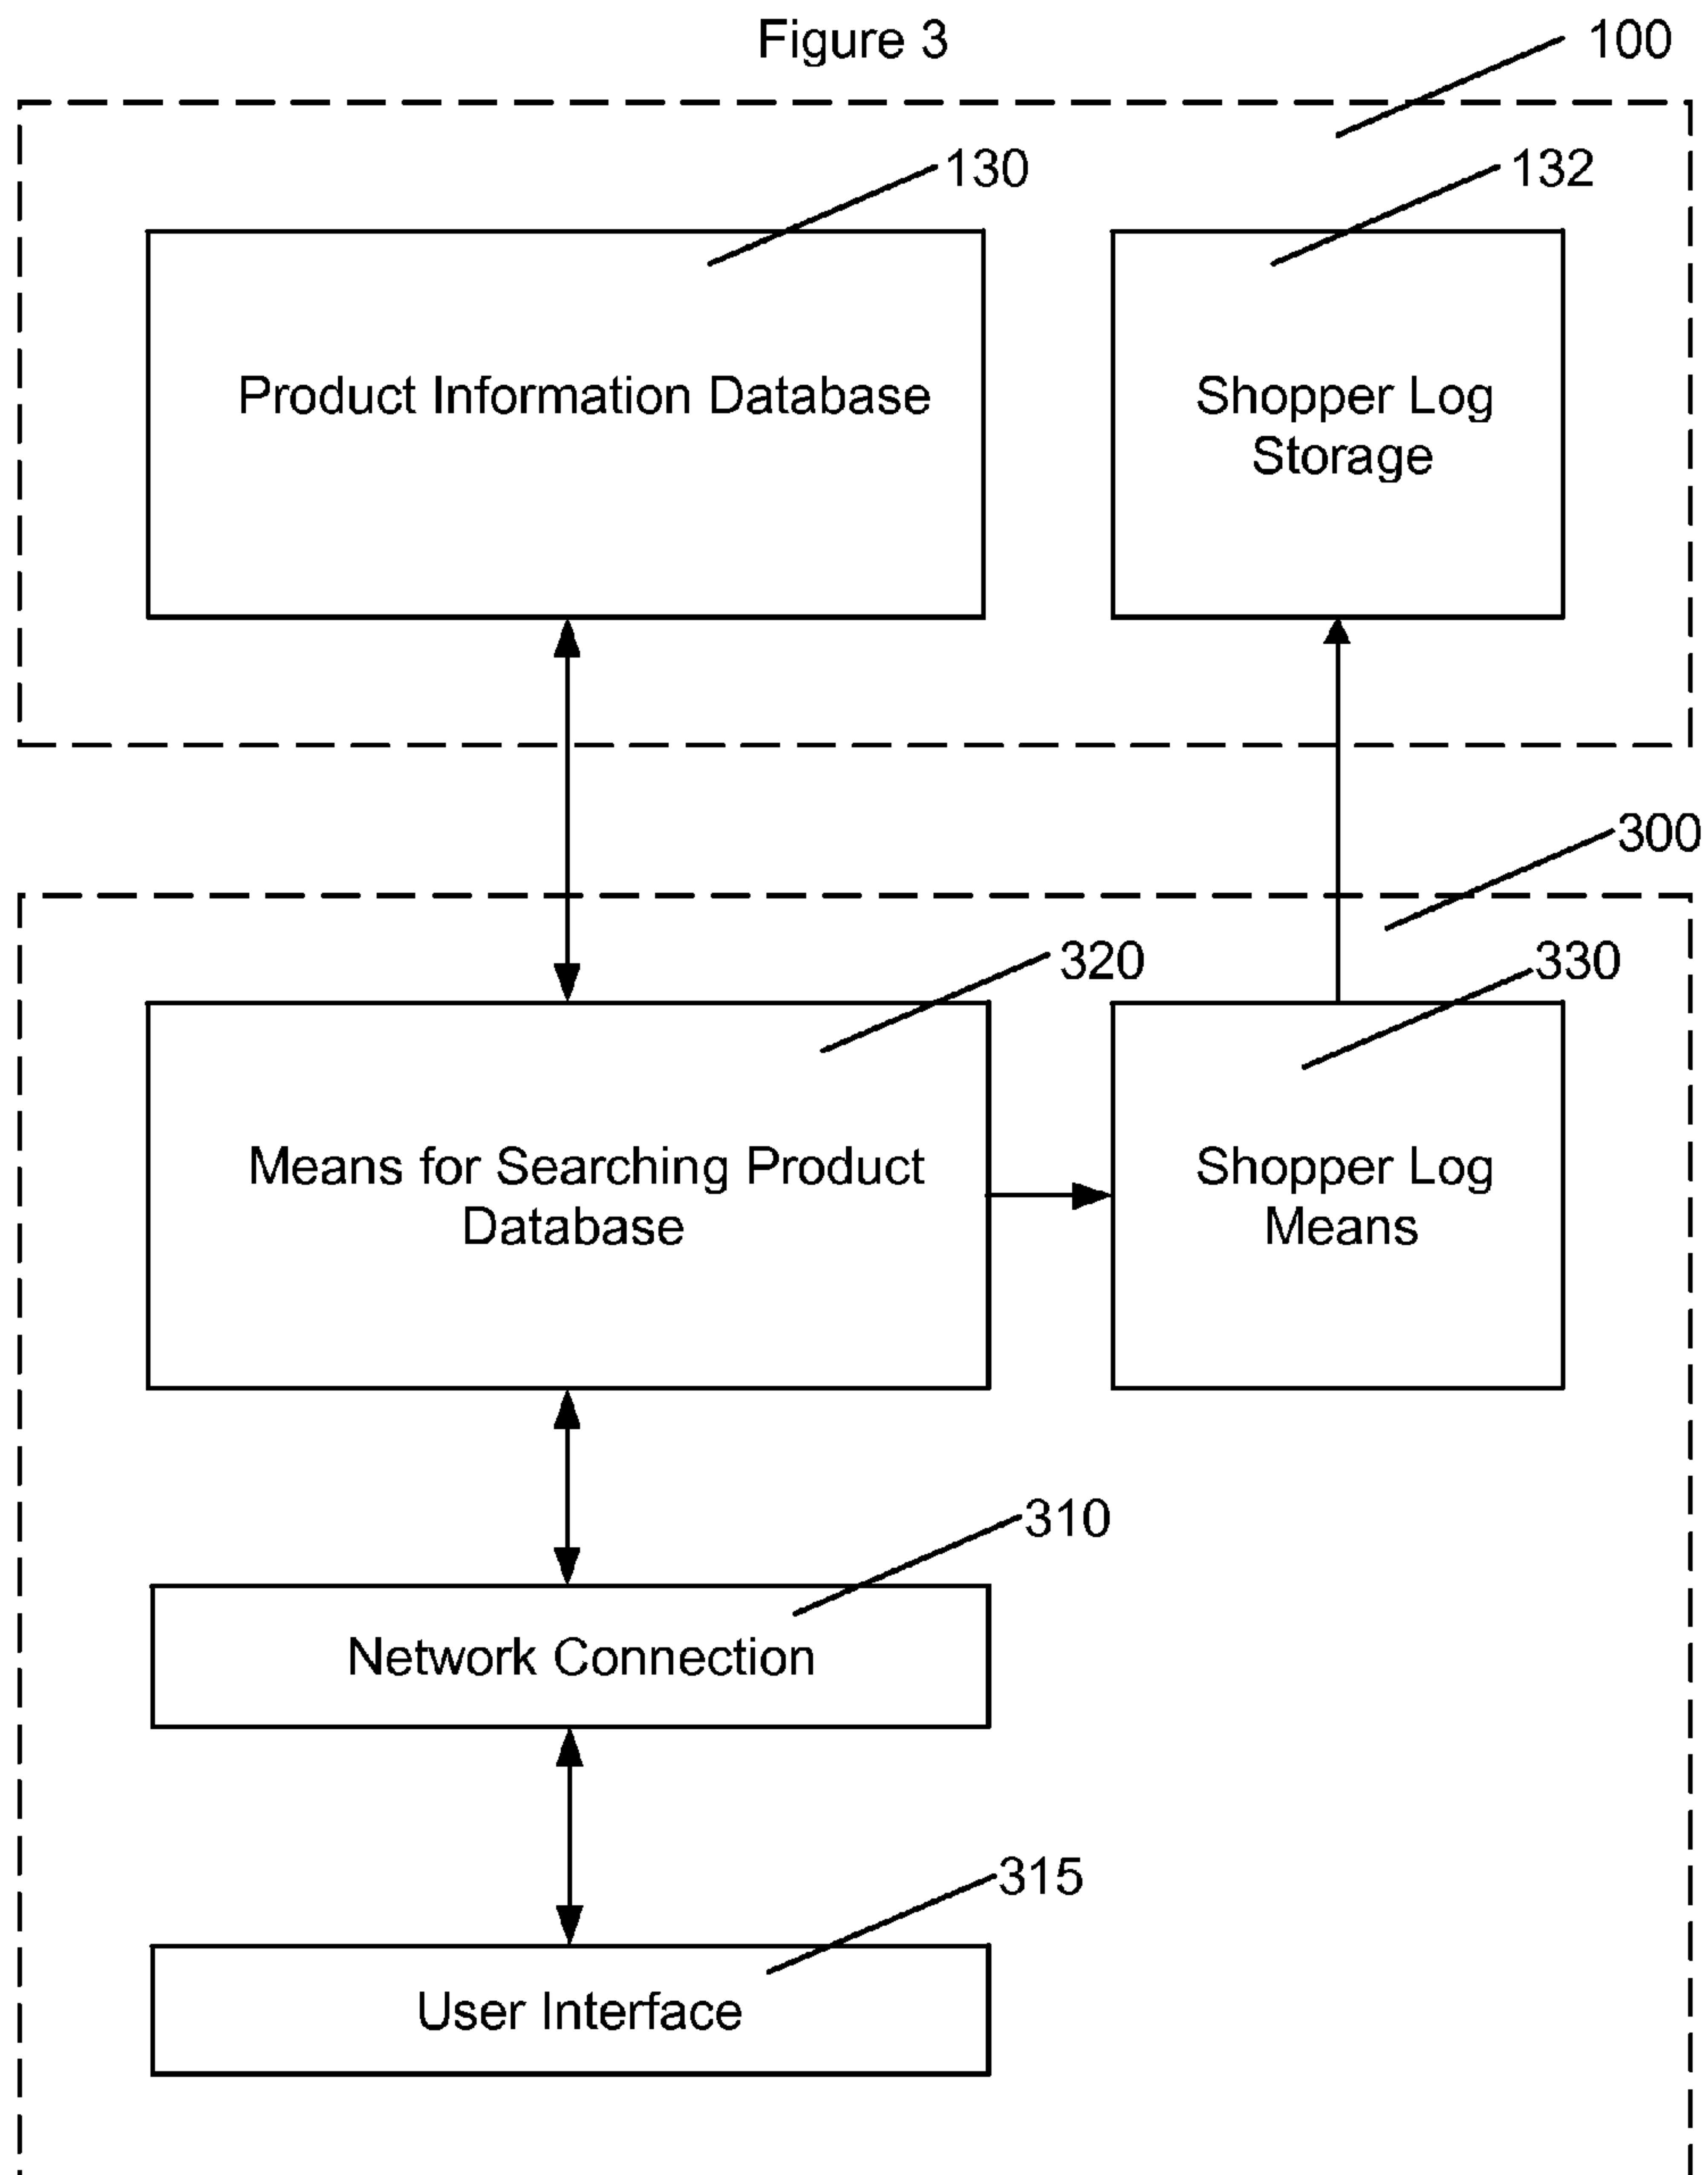 Figure 3
100
130
132
Product Information Database
Shopper Log
Storage
300
320
330
Means for Searching Product
Database
Shopper Log
Means
310
Network Connection
315
User Interface